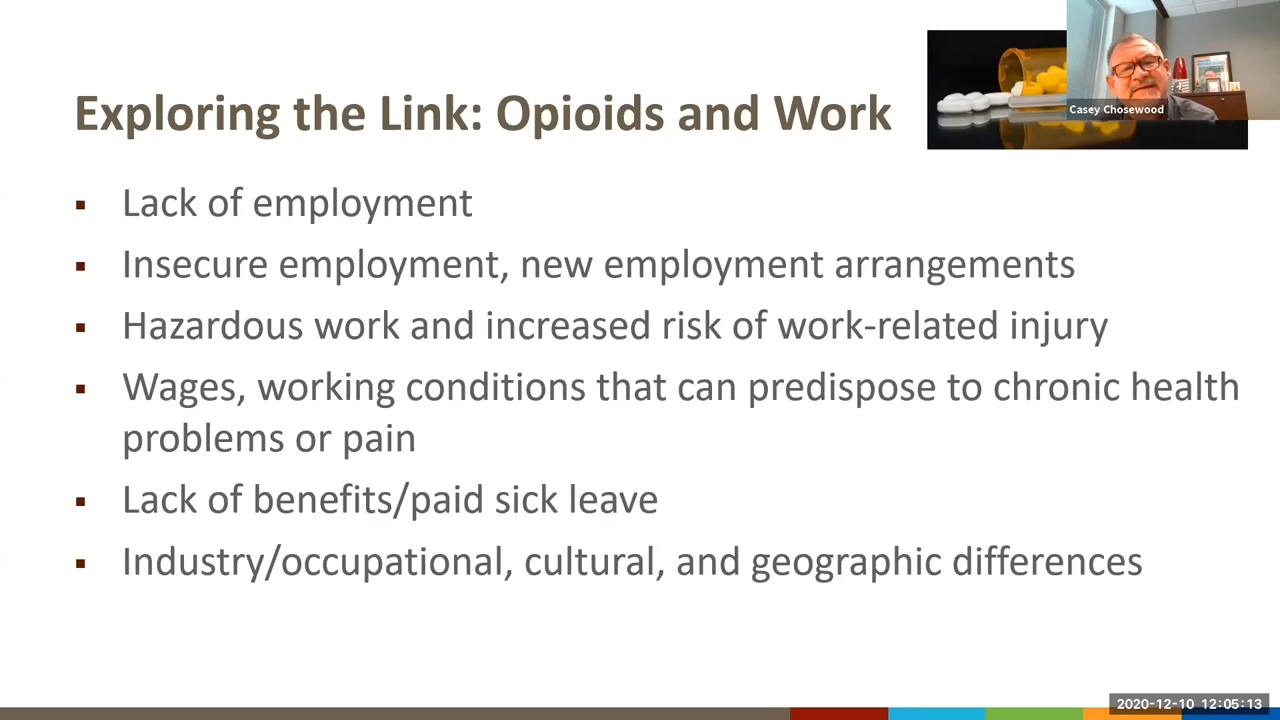 Exploring the Link: Opioids and Work
Casey Chosewood
▪ Lack of employment
▪ Insecure employment, new employment arrangements
▪ Hazardous work and increased risk of work-related injury
▪ Wages, working conditions that can predispose to chronic health
problems or pain
▪ Lack of benefits/paid sick leave
▪ Industry/occupational, cultural, and geographic differences
2020-12-10 12:05:13